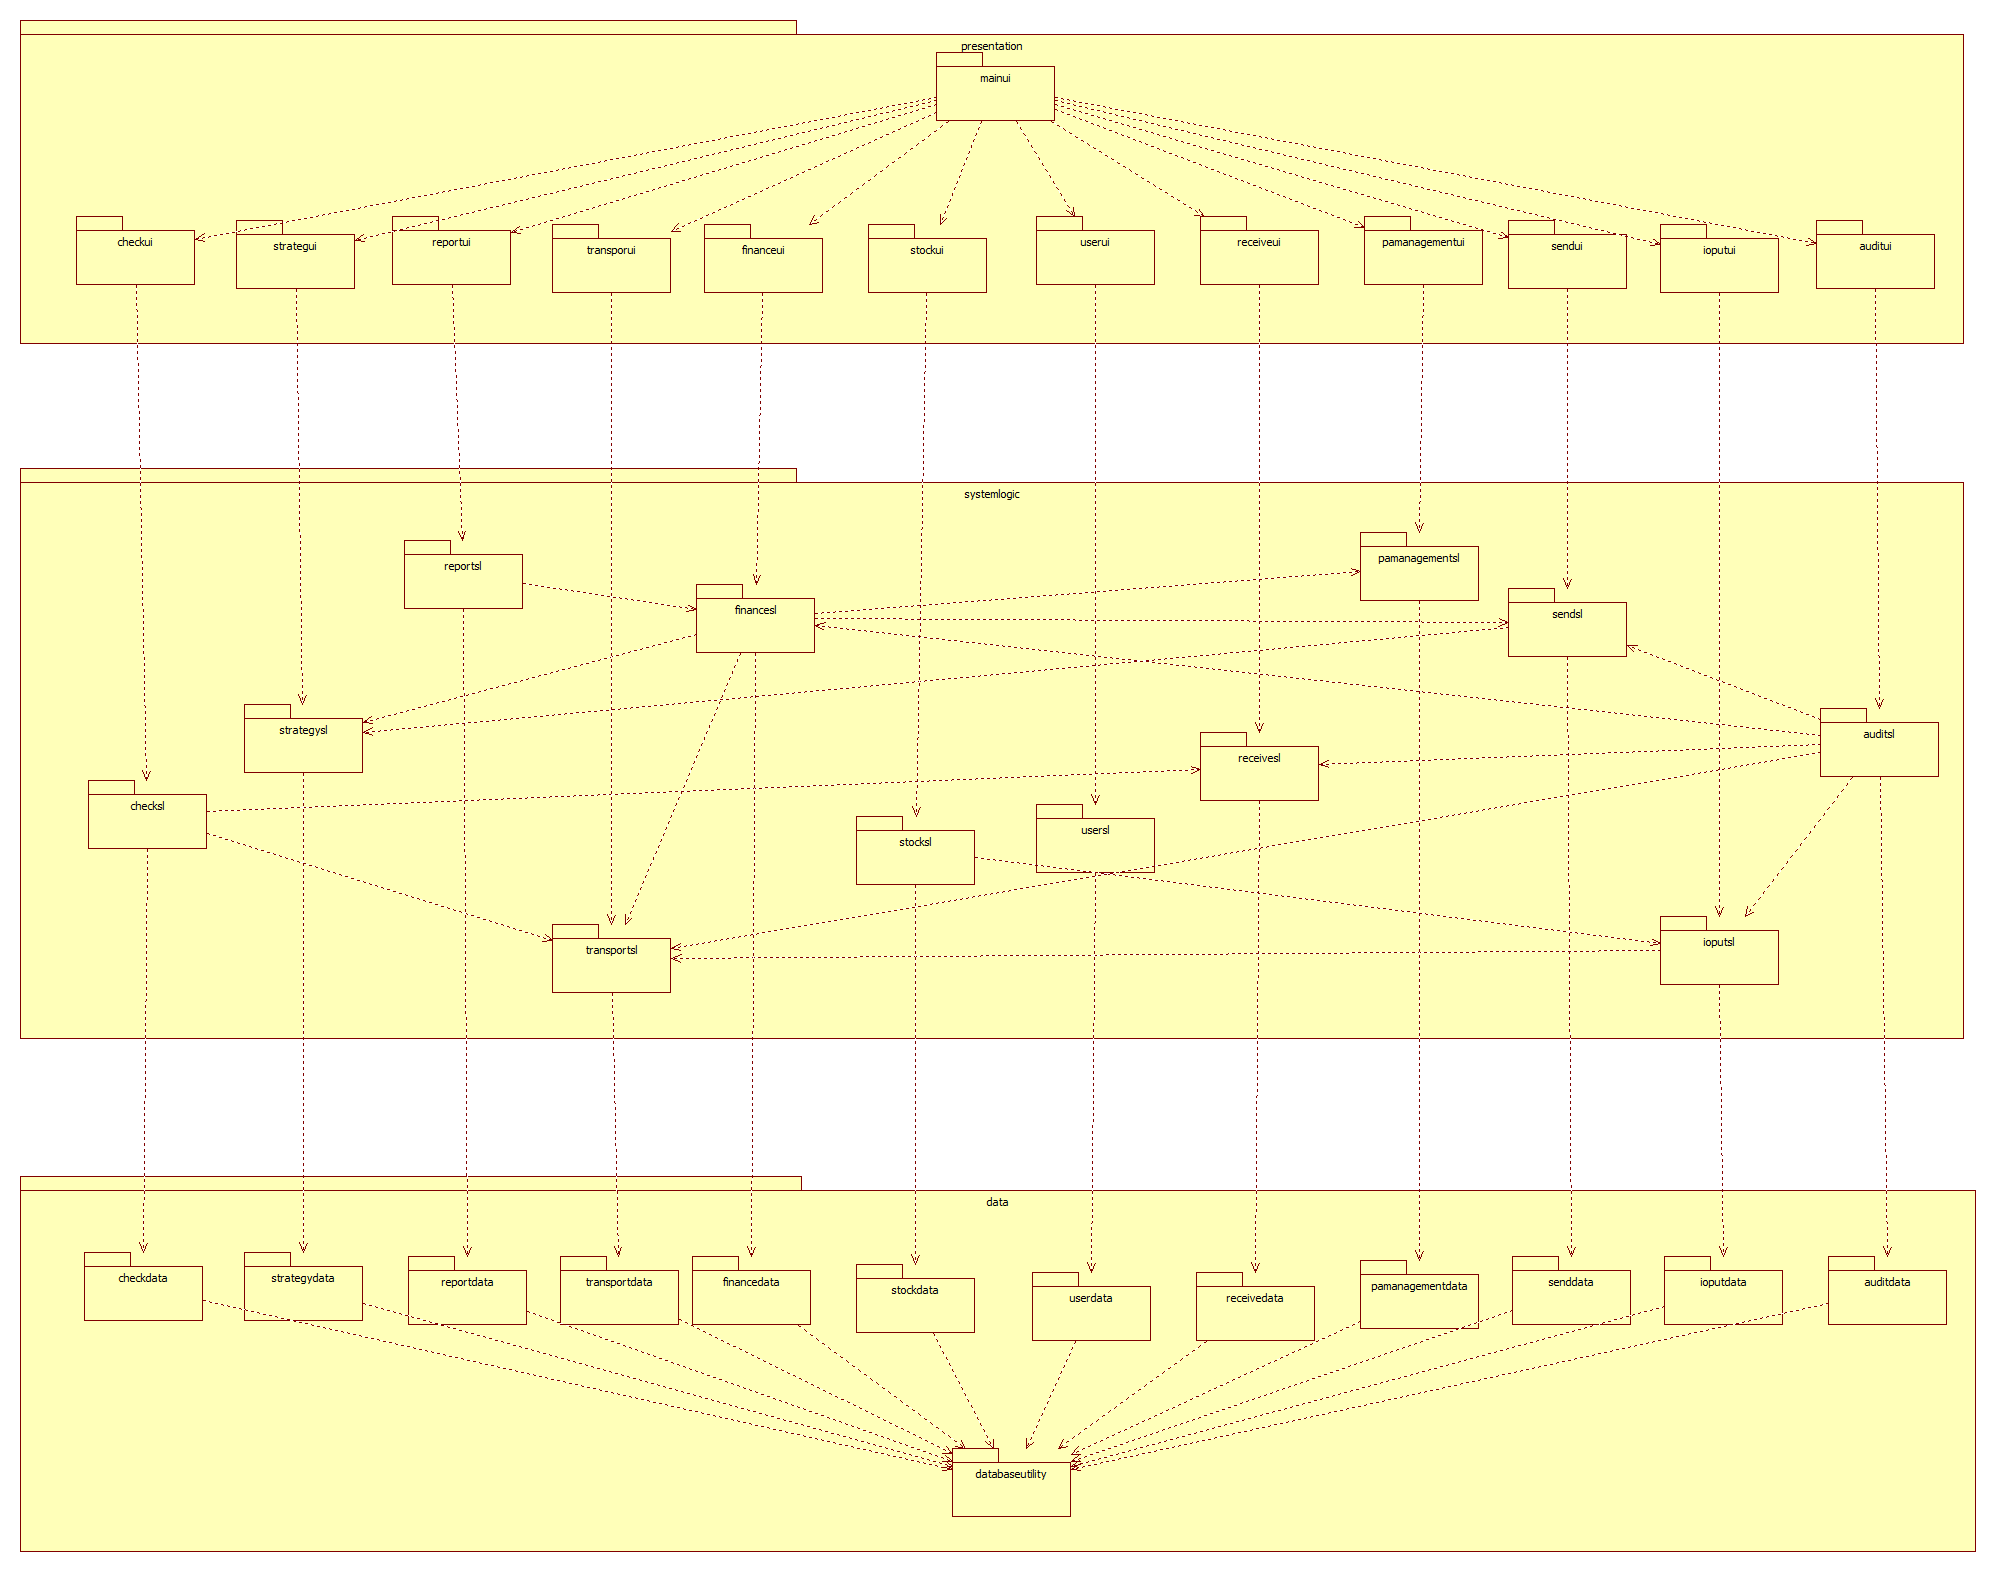 presentation
mainui
checkui
strategui
reportui
transporui
financeui
stockui
userui
receiveui
pamanagementui
sendui
ioputui
auditui
systemlogic
reportsl
financesl
pamanagementsl
sendsl
strategysl
receivesl
auditsl
checksl
stocksl
usersl
transportsl
ioputsl
data
checkdata
strategydata
reportdata
transportdata
financedata
stockdata
userdata
receivedata
pamanagementdata
senddata
ioputdata
auditdata
databaseutility